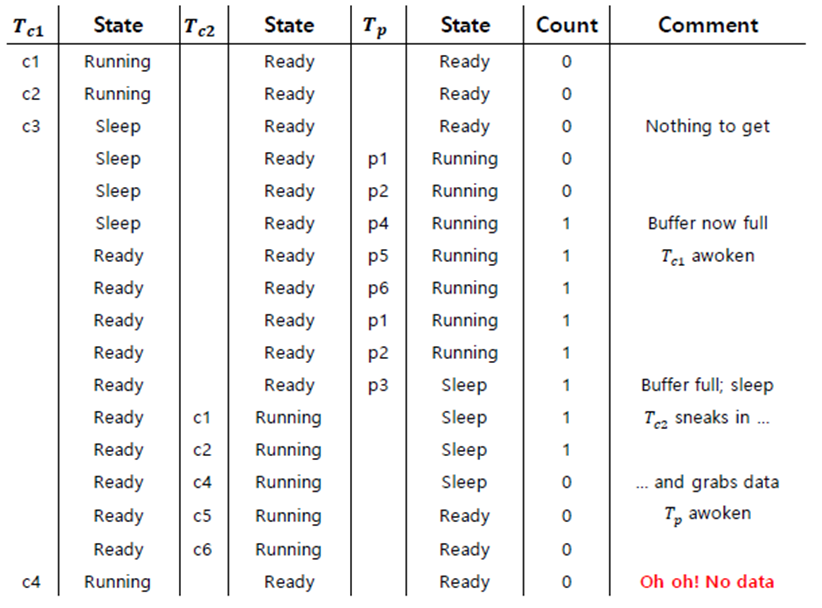 T_c1 State T_c2 State T_p State Count Comment
c1 Running Ready Ready 0
c2 Running Ready Ready 0
c3 Sleep Ready Ready 0 Nothing to get
Sleep Ready p1 Running 0
Sleep Ready p2 Running 0
Sleep Ready p4 Running 1 Buffer now full
Ready Ready p5 Running 1 T_c1 awoken
Ready Ready p6 Running 1
Ready Ready p1 Running 1
Ready Ready p2 Running 1
Ready Ready p3 Sleep 1 Buffer full; sleep
Ready c1 Running Sleep 1 T_c2 sneaks in ...
Ready c2 Running Sleep 1
Ready c4 Running Sleep 0 ... and grabs data
Ready c5 Running Ready 0 T_p awoken
Ready c6 Running Ready 0
c4 Running Ready Ready 0 Oh oh! No data